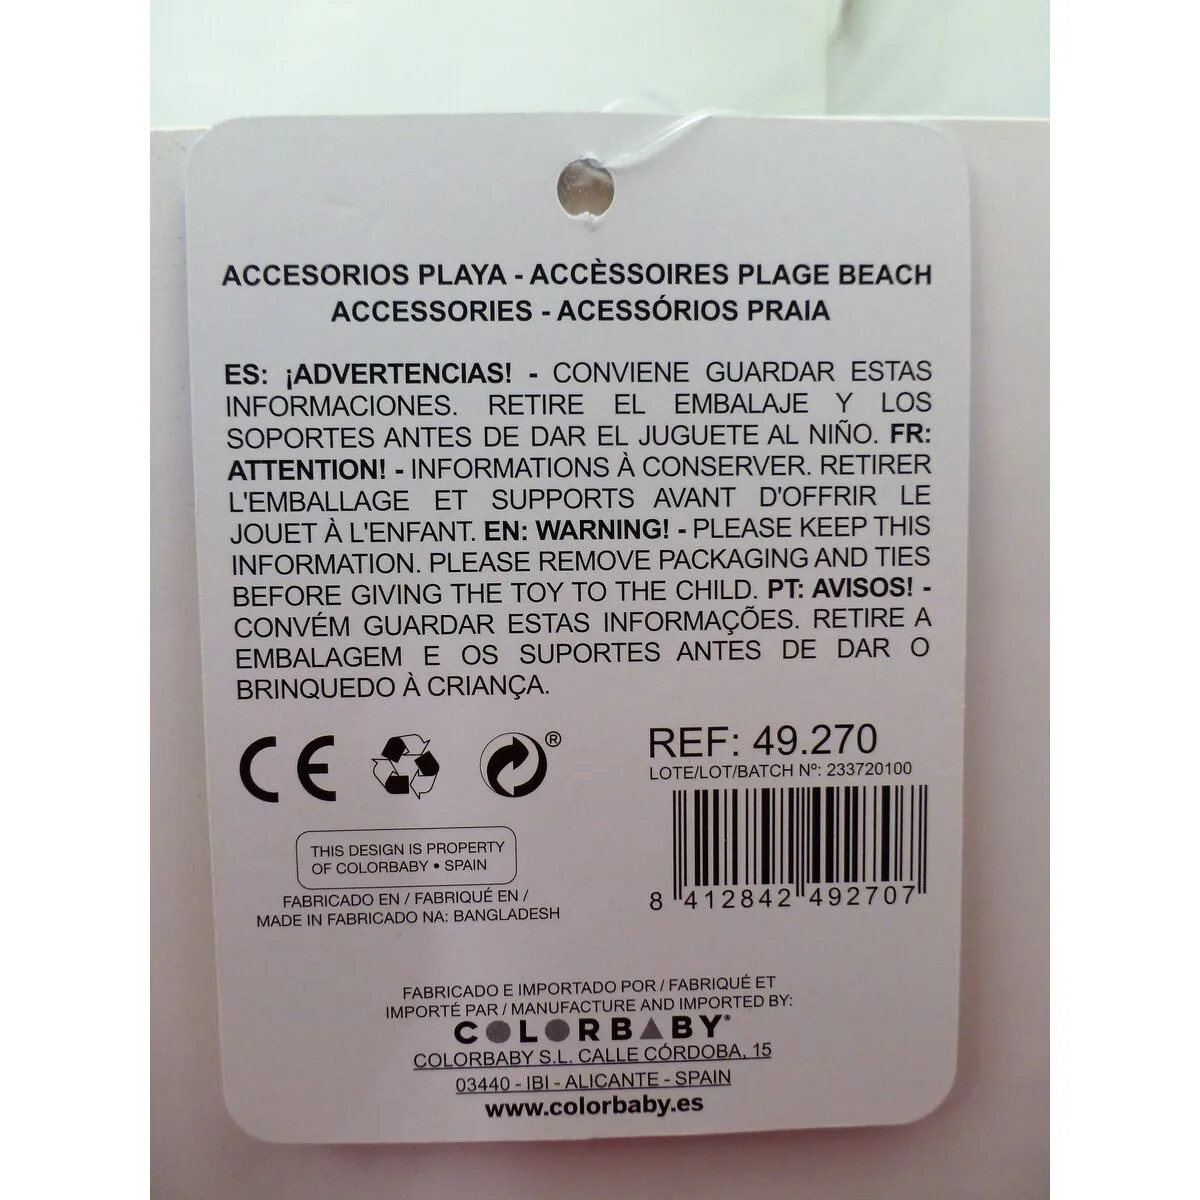 ACCESORIOS PLAYA - ACCÈSSOIRES PLAGE BEACH
ACCESSORIES - ACESSÓRIOS PRAIA
ES: ¡ADVERTENCIAS! - CONVIENE GUARDAR ESTAS
INFORMACIONES. RETIRE EL EMBALAJE Y LOS
SOPORTES ANTES DE DAR EL JUGUETE AL NIÑO. FR:
ATTENTION! - INFORMATIONS À CONSERVER. RETIRER
L'EMBALLAGE ET SUPPORTS AVANT D'OFFRIR LE
JOUET À L'ENFANT. EN: WARNING! - PLEASE KEEP THIS
INFORMATION. PLEASE REMOVE PACKAGING AND TIES
BEFORE GIVING THE TOY TO THE CHILD. PT: AVISOS! -
CONVÉM GUARDAR ESTAS INFORMAÇÕES. RETIRE A
EMBALAGEM E OS SUPORTES ANTES DE DAR O
BRINQUEDO À CRIANÇA.
CE ®
REF: 49.270
LOTE/LOT/BATCH Nº: 233720100
8 412842 492707
THIS DESIGN IS PROPERTY
OF COLORBABY • SPAIN
FABRICADO EN / FABRIQUÉ EN /
MADE IN FABRICADO NA: BANGLADESH
FABRICADO E IMPORTADO POR / FABRIQUÉ ET
IMPORTÉ PAR / MANUFACTURE AND IMPORTED BY:
COLORBABY®
COLORBABY S.L. CALLE CÓRDOBA, 15
03440 - IBI - ALICANTE - SPAIN
www.colorbaby.es